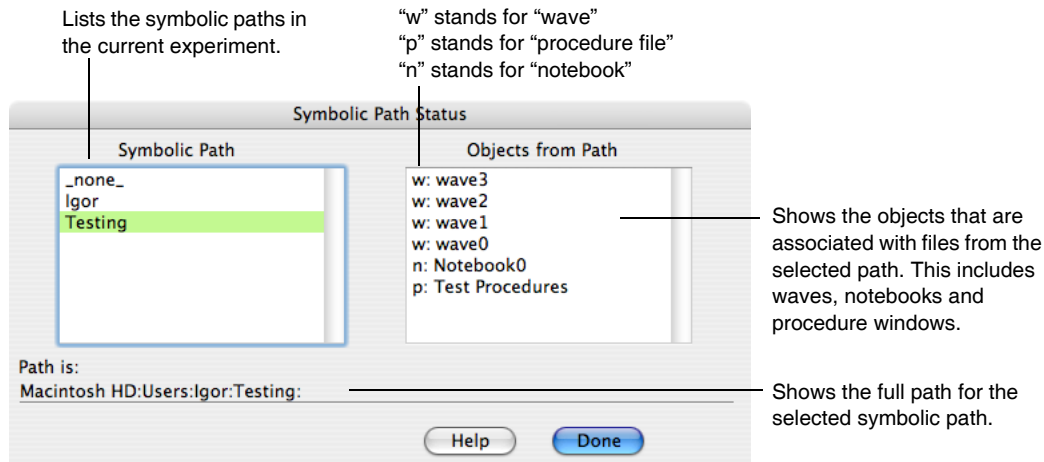 Lists the symbolic paths in
the current experiment.
“w” stands for “wave”
“p” stands for “procedure file”
“n” stands for “notebook”
Symbolic Path Status
Symbolic Path
_none_
Igor
Testing
Objects from Path
w: wave3
w: wave2
w: wave1
w: wave0
n: Notebook0
p: Test Procedures
Shows the objects that are
associated with files from the
selected path. This includes
waves, notebooks and
procedure windows.
Path is:
Macintosh HD:Users:Igor:Testing:
Shows the full path for the
selected symbolic path.
Help
Done